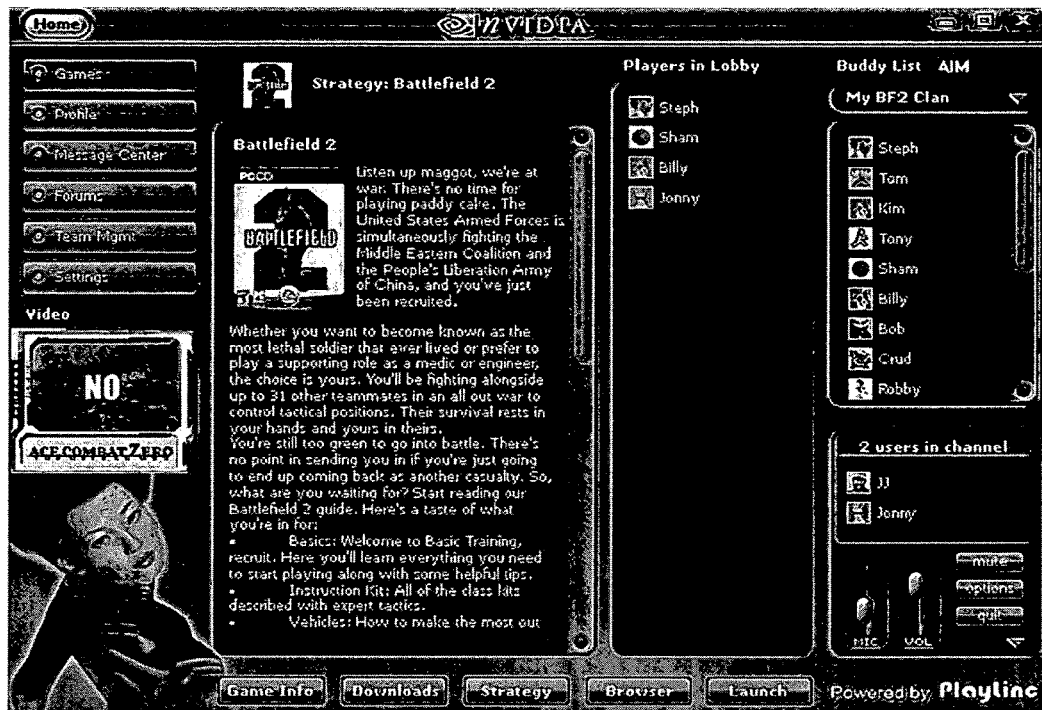 Home
NVIDIA
Games
Profile
Message Center
Forums
Team Mgmt
Settings
Video
NO
ACE COMBAT ZERO
Strategy: Battlefield 2
Battlefield 2
PCCD
BATTLEFIELD
2
Listen up maggot, we're at
war. There's no time for
playing paddy cake. The
United States Armed Forces is
simultaneously fighting the
Middle Eastern Coalition and
the People's Liberation Army
of China, and you've just
been recruited.
Whether you want to become known as the
most lethal soldier that ever lived or prefer to
play a supporting role as a medic or engineer,
the choice is yours. You'll be fighting alongside
up to 31 other teammates in an all out war to
control tactical positions. Their survival rests in
your hands and yours in theirs.
You're still too green to go into battle. There's
no point in sending you in if you're just going
to end up coming back as another casualty. So,
what are you waiting for? Start reading our
Battlefield 2 guide. Here's a taste of what
you're in for:
• Basics: Welcome to Basic Training,
recruit. Here you'll learn everything you need
to start playing along with some helpful tips.
• Instruction Kit: All of the class kits
described with expert tactics.
• Vehicles: How to make the most out
Players in Lobby
Steph
Sham
Billy
Jonny
Buddy List AJM
My BF2 Clan
Steph
Tam
Kim
Tony
Sham
Billy
Bob
Crud
Robby
2 users in channel
JJ
Jonny
mute
options
quit
MIC VOL
Game Info Downloads Strategy Browser Launch Powered by PlayLinc